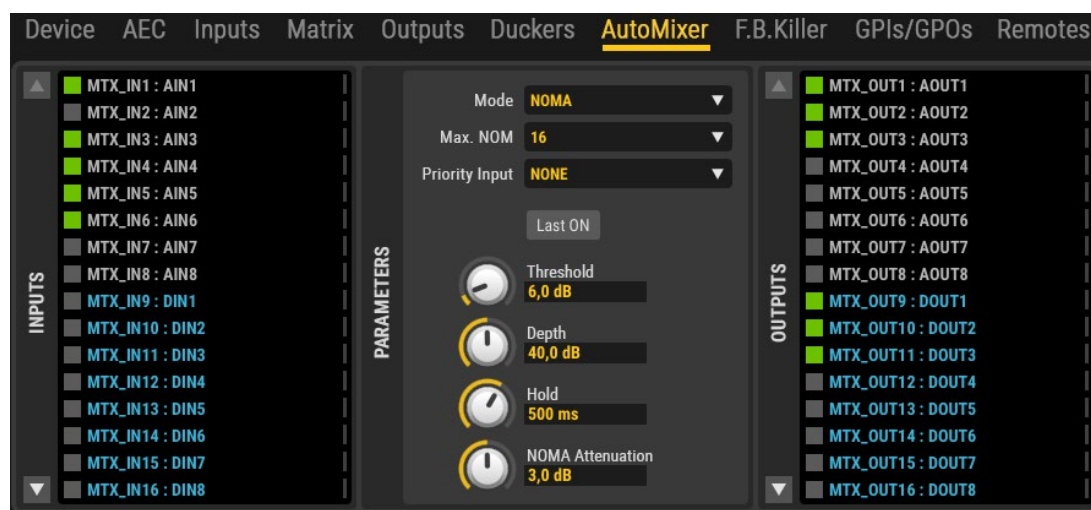 Device AEC Inputs Matrix Outputs Duckers AutoMixer F.B.Killer GPIs/GPOs Remotes
INPUTS
MTX_IN1 : AIN1
MTX_IN2 : AIN2
MTX_IN3 : AIN3
MTX_IN4 : AIN4
MTX_IN5 : AIN5
MTX_IN6 : AIN6
MTX_IN7 : AIN7
MTX_IN8 : AIN8
MTX_IN9 : DIN1
MTX_IN10 : DIN2
MTX_IN11 : DIN3
MTX_IN12 : DIN4
MTX_IN13 : DIN5
MTX_IN14 : DIN6
MTX_IN15 : DIN7
MTX_IN16 : DIN8
PARAMETERS
Mode NOMA
Max. NOM 16
Priority Input NONE
Last ON
Threshold
6,0 dB
Depth
40,0 dB
Hold
500 ms
NOMA Attenuation
3,0 dB
OUTPUTS
MTX_OUT1 : AOUT1
MTX_OUT2 : AOUT2
MTX_OUT3 : AOUT3
MTX_OUT4 : AOUT4
MTX_OUT5 : AOUT5
MTX_OUT6 : AOUT6
MTX_OUT7 : AOUT7
MTX_OUT8 : AOUT8
MTX_OUT9 : DOUT1
MTX_OUT10 : DOUT2
MTX_OUT11 : DOUT3
MTX_OUT12 : DOUT4
MTX_OUT13 : DOUT5
MTX_OUT14 : DOUT6
MTX_OUT15 : DOUT7
MTX_OUT16 : DOUT8